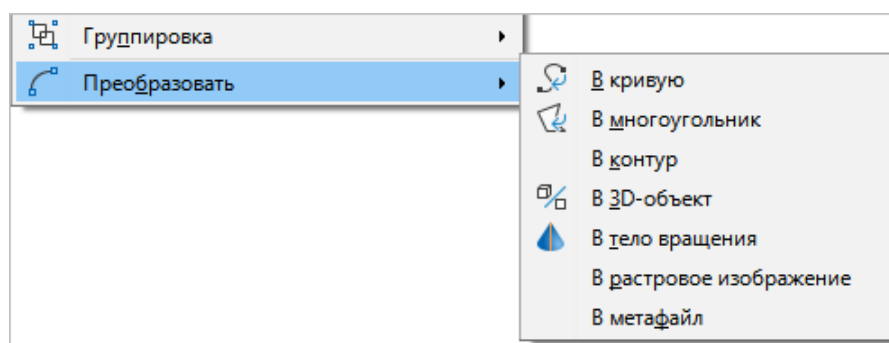 Группировка
Преобразовать
В кривую
В многоугольник
В контур
В 3D-объект
В тело вращения
В растровое изображение
В метафайл